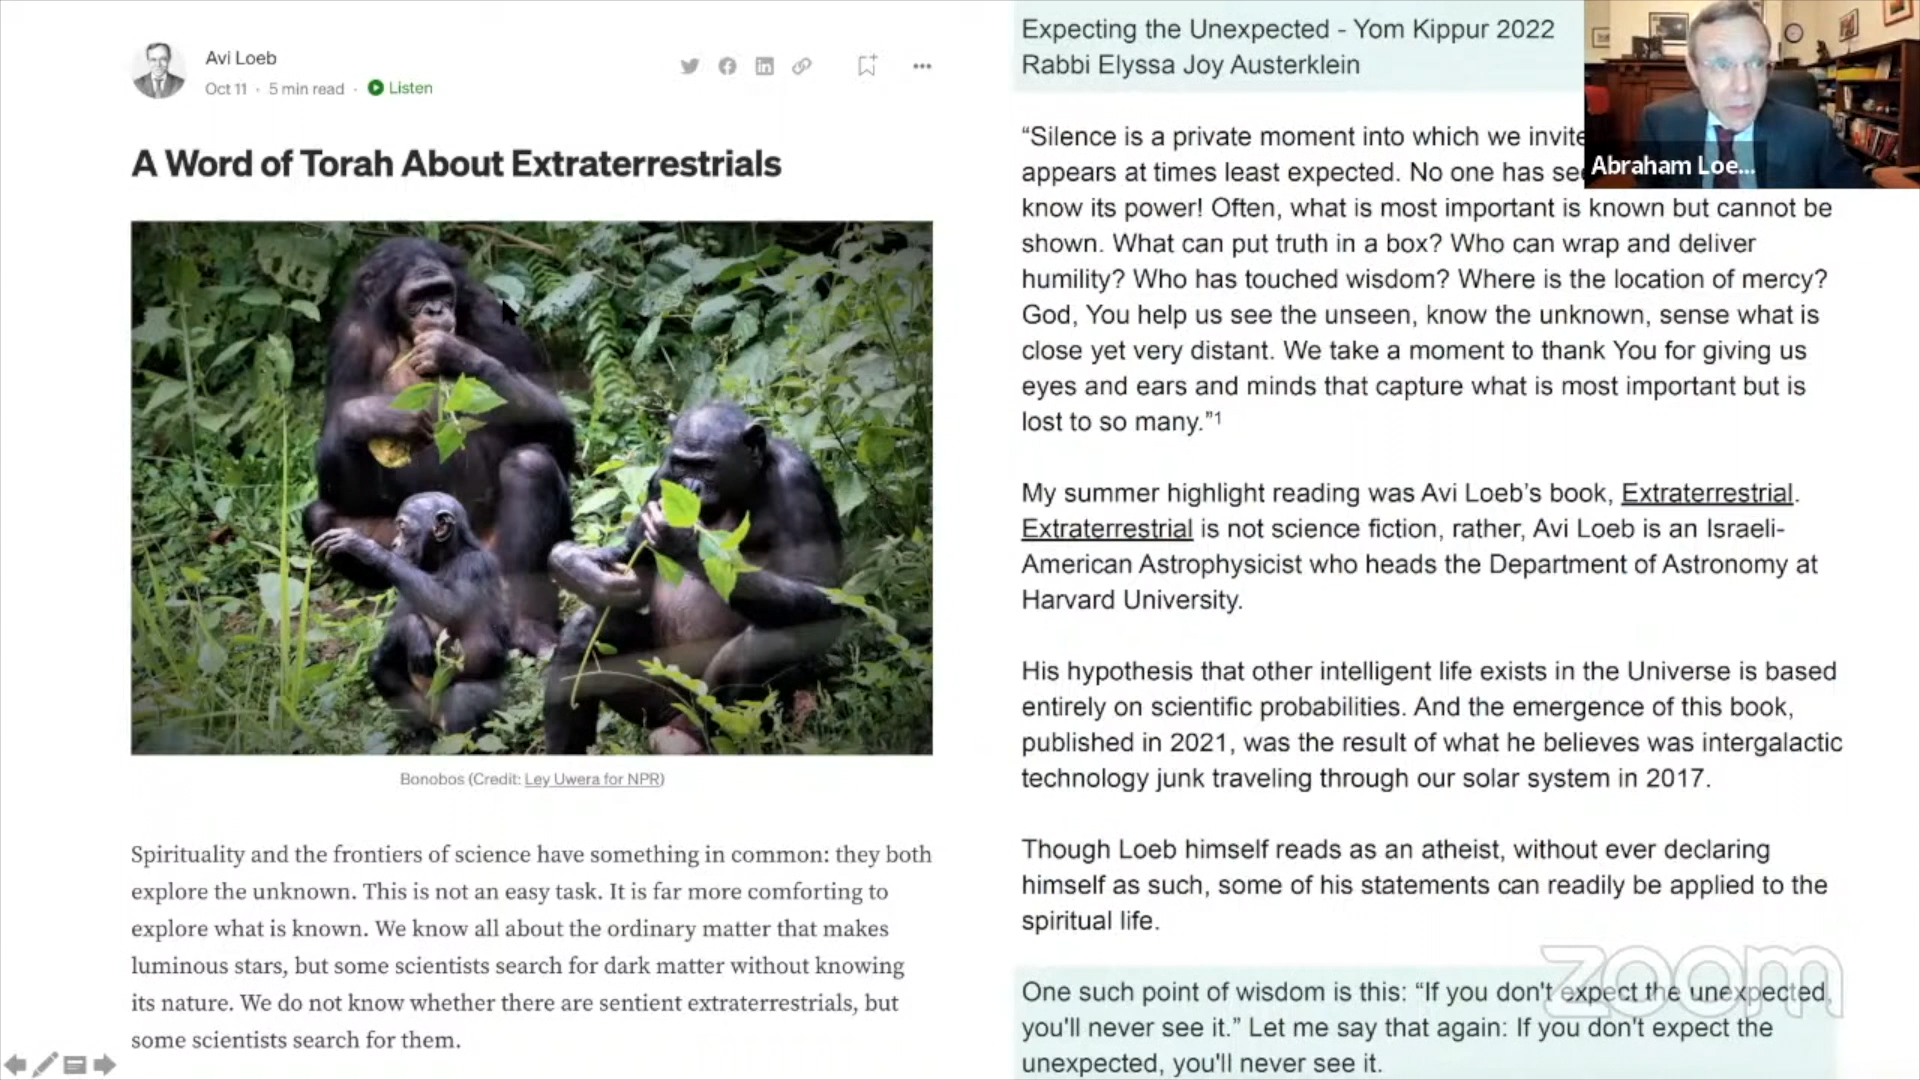 Avi Loeb
Oct 11 · 5 min read · Listen
A Word of Torah About Extraterrestrials
Bonobos (Credit: Ley Uwera for NPR)
Spirituality and the frontiers of science have something in common: they both
explore the unknown. This is not an easy task. It is far more comforting to
explore what is known. We know all about the ordinary matter that makes
luminous stars, but some scientists search for dark matter without knowing
its nature. We do not know whether there are sentient extraterrestrials, but
some scientists search for them.
Expecting the Unexpected - Yom Kippur 2022
Rabbi Elyssa Joy Austerklein
“Silence is a private moment into which we invite
appears at times least expected. No one has
know its power! Often, what is most important is known but cannot be
shown. What can put truth in a box? Who can wrap and deliver
humility? Who has touched wisdom? Where is the location of mercy?
God, You help us see the unseen, know the unknown, sense what is
close yet very distant. We take a moment to thank You for giving us
eyes and ears and minds that capture what is most important but is
lost to so many.”1
My summer highlight reading was Avi Loeb’s book, Extraterrestrial.
Extraterrestrial is not science fiction, rather, Avi Loeb is an Israeli-
American Astrophysicist who heads the Department of Astronomy at
Harvard University.
His hypothesis that other intelligent life exists in the Universe is based
entirely on scientific probabilities. And the emergence of this book,
published in 2021, was the result of what he believes was intergalactic
technology junk traveling through our solar system in 2017.
Though Loeb himself reads as an atheist, without ever declaring
himself as such, some of his statements can readily be applied to the
spiritual life.
One such point of wisdom is this: “If you don't expect the unexpected,
you'll never see it.” Let me say that again: If you don't expect the
unexpected, you'll never see it.
Abraham Loe...
zoom